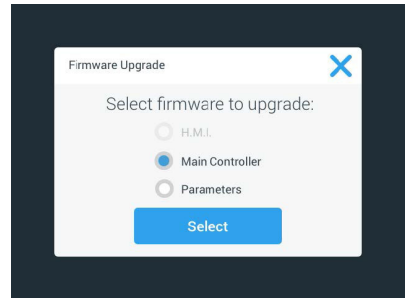 Firmware Upgrade
Select firmware to upgrade:
H.M.I.
Main Controller
Parameters
Select